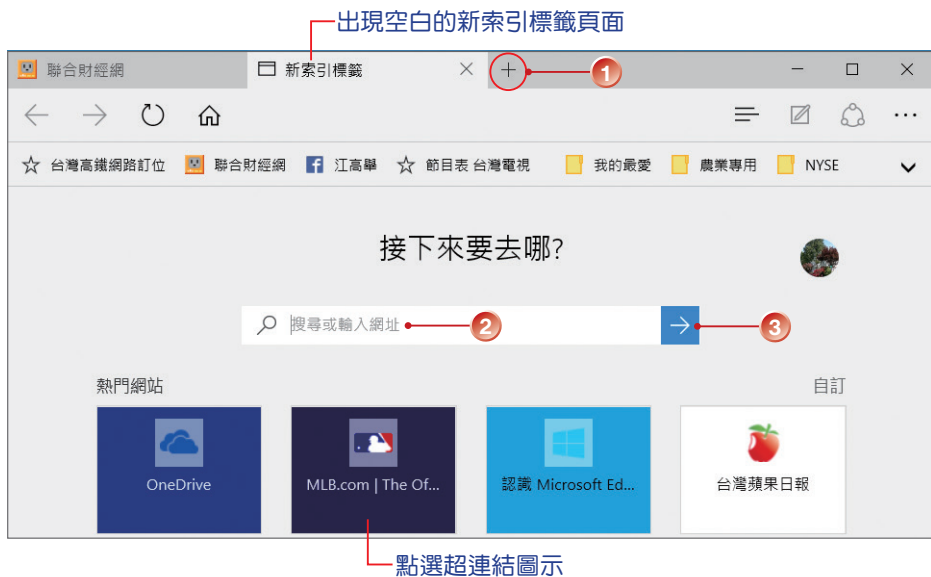 出現空白的新索引標籤頁面
聯合財經網
新索引標籤
1
台灣高鐵網路訂位 聯合財經網 江高舉 節目表 台灣電視 我的最愛 農業專用 NYSE
接下來要去哪?
搜尋或輸入網址
2
3
熱門網站
自訂
OneDrive
MLB.com | The Of...
認識 Microsoft Ed...
台灣蘋果日報
點選超連結圖示